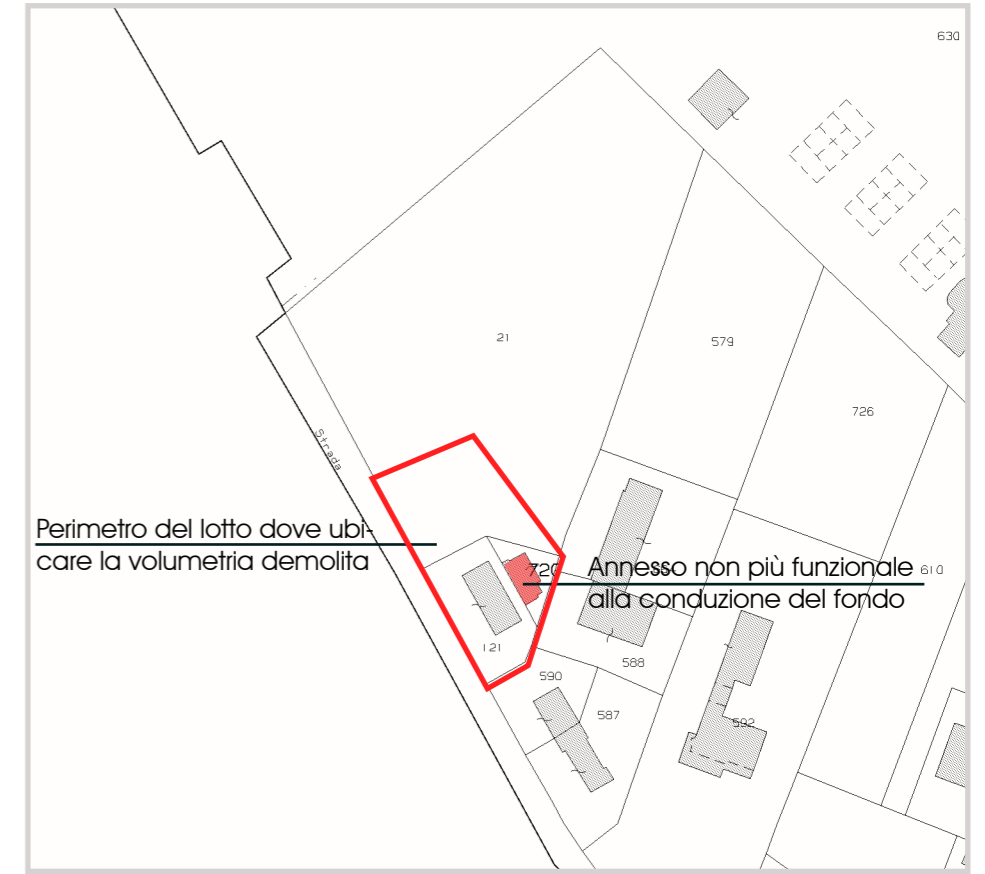 630
21
579
726
Strada
Perimetro del lotto dove ubi-
care la volumetria demolita
720
Annesso non più funzionale
alla conduzione del fondo
610
121
588
590
587
592